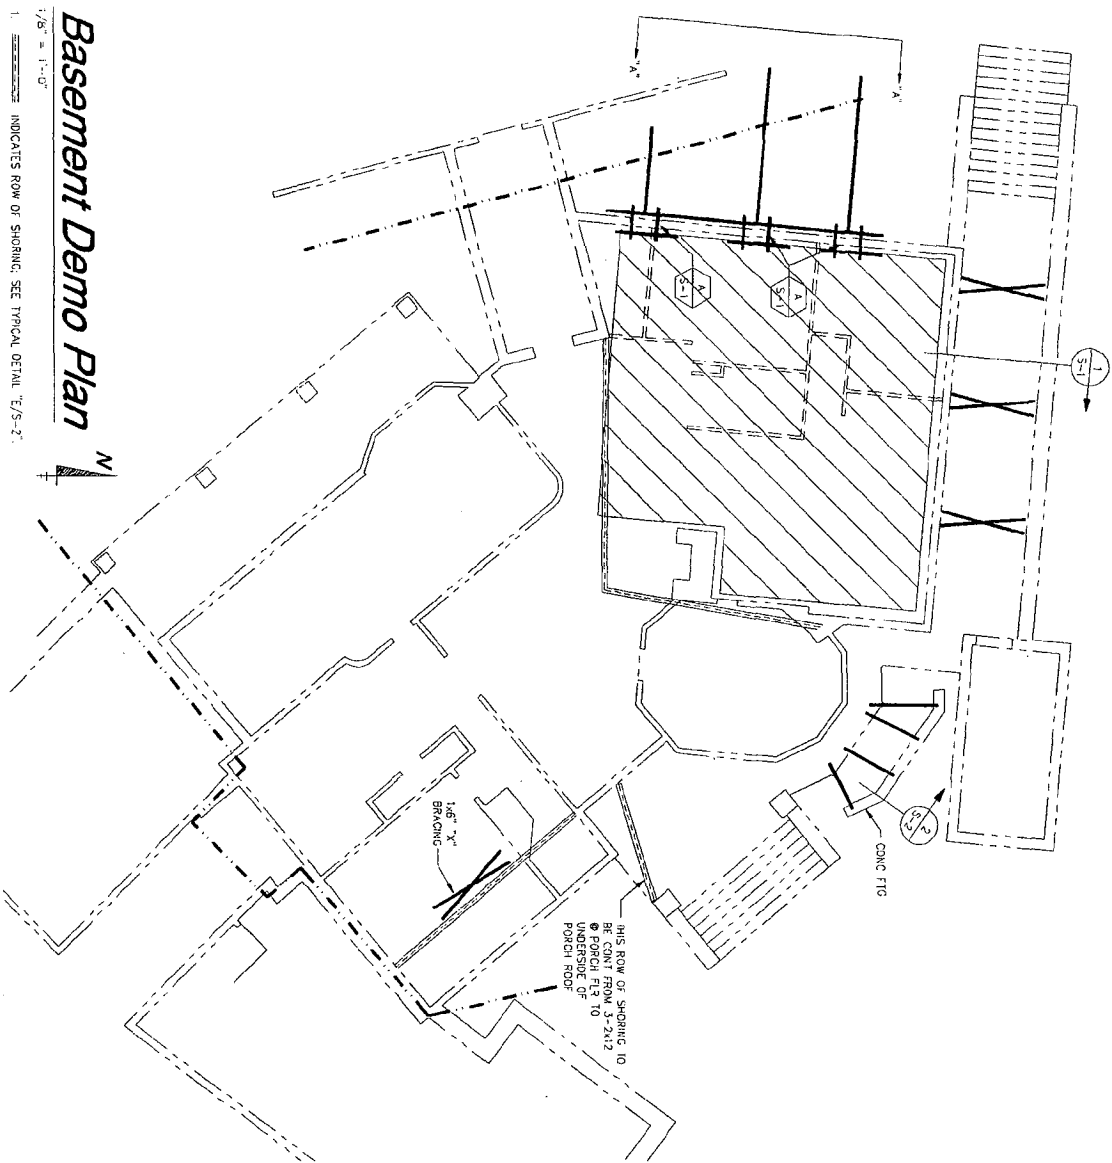 Basement Demo Plan
1/8" = 1'-0"
1. INDICATES ROW OF SHORING; SEE TYPICAL DETAIL "E/S-2".
N
"A"
"A"
A
S-1
A
S-1
1
S-1
2
S-2
CONC FTG
1x6" "X"
BRACING
THIS ROW OF SHORING TO
BE CONT FROM 3-2x12
@ PORCH FLR TO
UNDERSIDE OF
PORCH ROOF